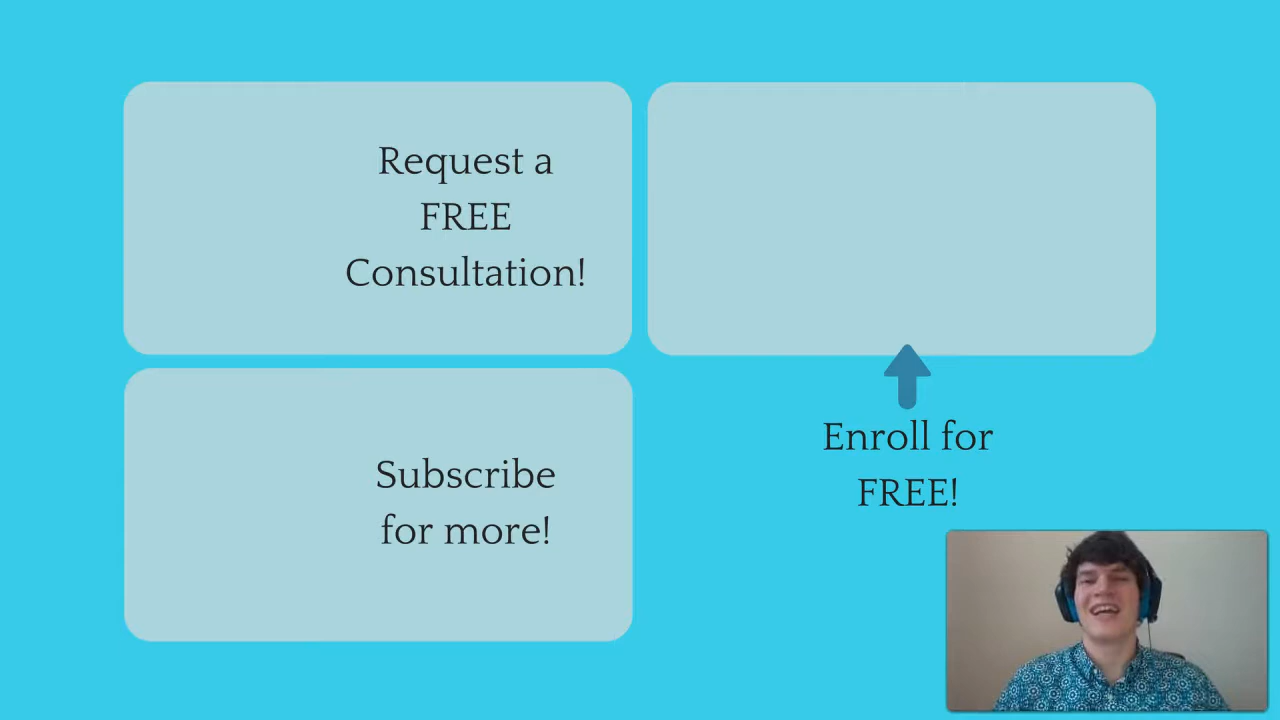 Request a
FREE
Consultation!
Subscribe
for more!
Enroll for
FREE!